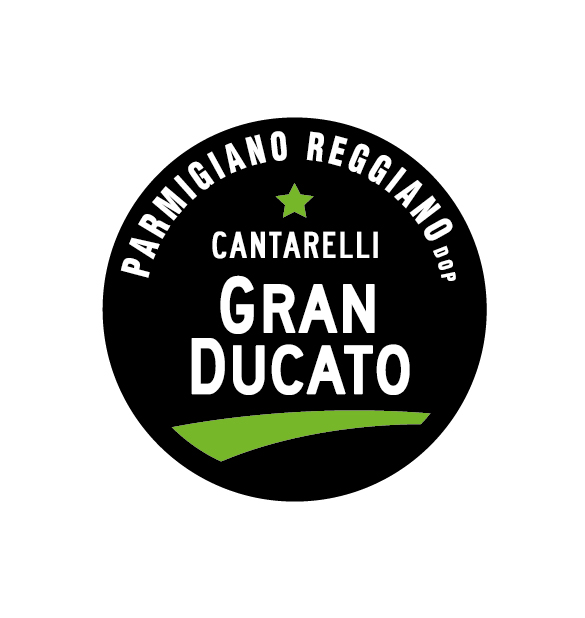 PARMIGIANO REGGIANO DOP
CANTARELLI
GRAN
DUCATO